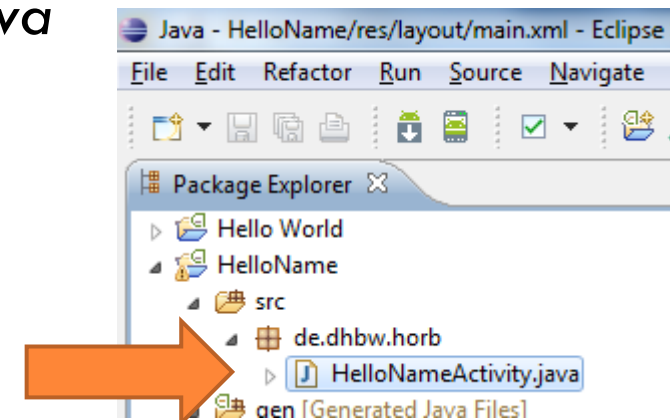 va
Java - HelloName/res/layout/main.xml - Eclipse
File Edit Refactor Run Source Navigate
Package Explorer
Hello World
HelloName
src
de.dhbw.horb
HelloNameActivity.java
gen [Generated Java Files]